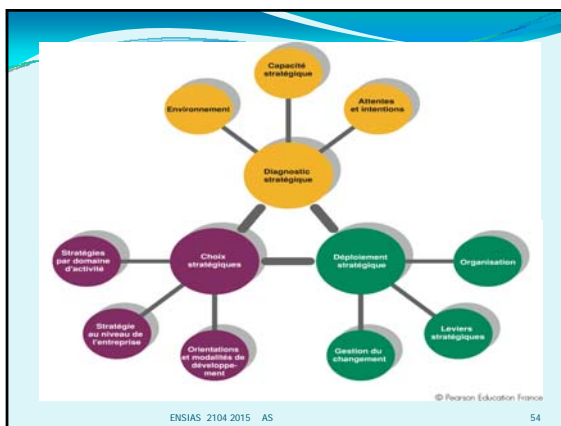 Capacité
stratégique
Environnement
Attentes
et intentions
Diagnostic
stratégique
Stratégies
par domaine
d'activité
Choix
stratégiques
Déploiement
stratégique
Organisation
Stratégie
au niveau de
l'entreprise
Orientations
et modalités de
développe-
ment
Gestion du
changement
Leviers
stratégiques
© Pearson Education France
ENSIAS 2104 2015 AS
54